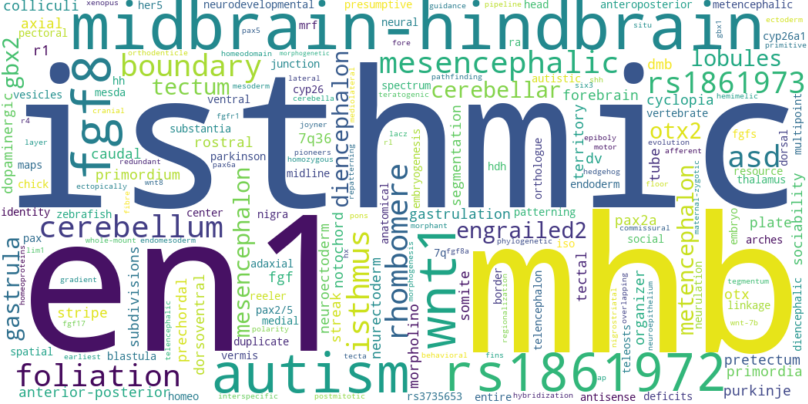 colliculi xenopus her5 neurodevelopmental presumptive guidance pipeline head anteroposterior metencephalic
axial pectoral midbrain-hindbrain pax5 mrf neural ra situ gbx1 ectoderm
gbx2 r1 fgf8 orthodenticle homeodomain morphogenetic fore cyp26a1 primitive
boundary junction mesencephalic dmb lobules
vesicles mesda hh tectum lateral cyp26 cerebella spectrum autistic shh cerebellar forebrain rs1861973
dopaminergic r4 cranial ventral diencephalon mediolateral pathfinding teratogenic six3 hemimelic cyclopia vertebrate multipoint
isthmic
layer caudal substantia fgfr1 7q36 joyner pioneers lacz r1 segmentation hdh epiboly motor evolution afferent otx2 fgfs dorsal
maps redundant rostral parkinson homozygous repatterning embryogenesis orthologue territory dv hedgehog tube asd resource
chick ectopically wnt8 primordium midline pax6a anatomical endoderm floor thalamus
identity zebrafish center nigra fibre pons gastrulation patterning maternal-zygotic embryo sociability
pax cerebellum isthmus rhombomere morphant engrailed2 pax2a plate
lim1 whole-mount endomesoderm adaxial neuroectoderm notochord hx 7q fgf8a phylogenetic commissural iso social arches
gastrula homeoproteins en1 mesencephalon fgf streak neurectoderm wnt1 mhb metencephalon otx
gradient subdivisions prechordal dorsoventral reeler morphogenesis somite border regionalization telencephalon nigrostriatal tectal teleosts organizer overlapping neuroepithelium neurulation linkage tegmentum diencephalic
stripe pax2/5 medial polarity wnt-7b
fgf17 spatial earliest blastula telencephalic vermis duplicate tecta morpholino pretectum
foliation autism behavioral fins rs1861972 ap primordia
anterior-posterior homeo interspecific postmitotic rs3735653 entire hybridization antisense deficits purkinje